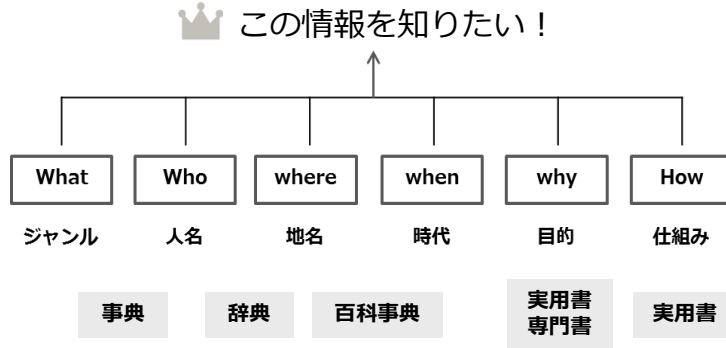 この情報を知りたい！
What Who where when why How
ジャンル 人名 地名 時代 目的 仕組み
事典 辞典 百科事典 実用書 専門書 実用書